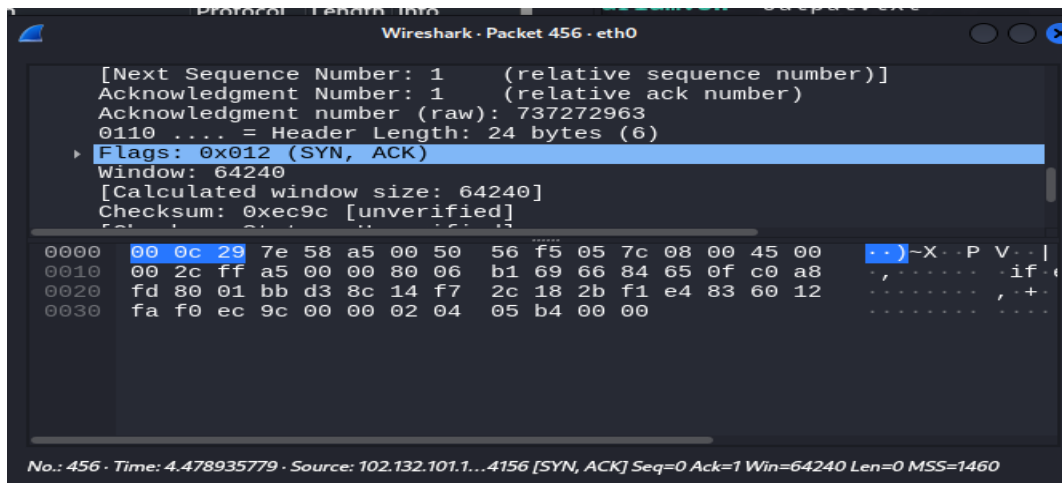 Protocol Length Info
Wireshark · Packet 456 · eth0
[Next Sequence Number: 1    (relative sequence number)]
Acknowledgment Number: 1    (relative ack number)
Acknowledgment number (raw): 737272963
0110 .... = Header Length: 24 bytes (6)
Flags: 0x012 (SYN, ACK)
Window: 64240
[Calculated window size: 64240]
Checksum: 0xec9c [unverified]
0000 00 0c 29 7e 58 a5 00 50 56 f5 05 7c 08 00 45 00 ··)~X··P V··|
0010 00 2c ff a5 00 00 80 06 b1 69 66 84 65 0f c0 a8 ·,······ ·if·e
0020 fd 80 01 bb d3 8c 14 f7 2c 18 2b f1 e4 83 60 12 ········ ,·+·
0030 fa f0 ec 9c 00 00 02 04 05 b4 00 00 ········ ····
No.: 456 · Time: 4.478935779 · Source: 102.132.101.1...4156 [SYN, ACK] Seq=0 Ack=1 Win=64240 Len=0 MSS=1460